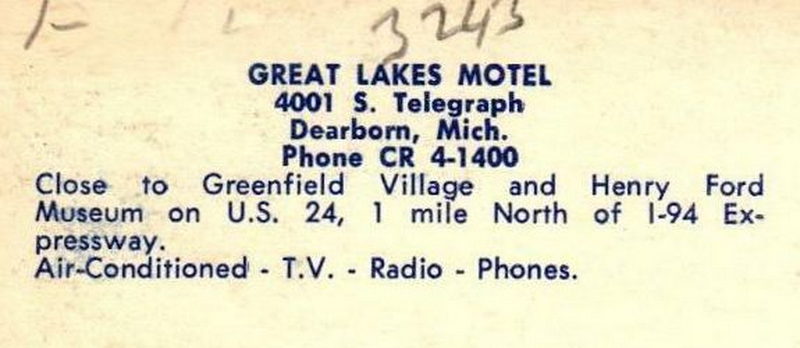 3243
GREAT LAKES MOTEL
4001 S. Telegraph
Dearborn, Mich.
Phone CR 4-1400
Close to Greenfield Village and Henry Ford
Museum on U.S. 24, 1 mile North of I-94 Ex-
pressway.
Air-Conditioned - T.V. - Radio - Phones.